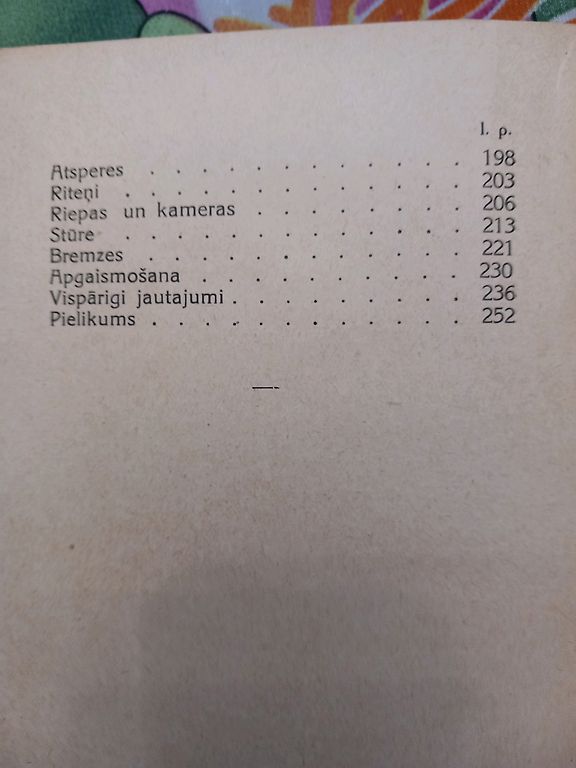 l. p.
Atsperes . . . . . . . . . . . . 198
Riteņi . . . . . . . . . . . . . 203
Riepas un kameras . . . . . . . . 206
Stūre . . . . . . . . . . . . . 213
Bremzes . . . . . . . . . . . . 221
Apgaismošana . . . . . . . . . . 230
Vispārigi jautajumi . . . . . . . . . 236
Pielikums . . . . . . . . . . . . 252